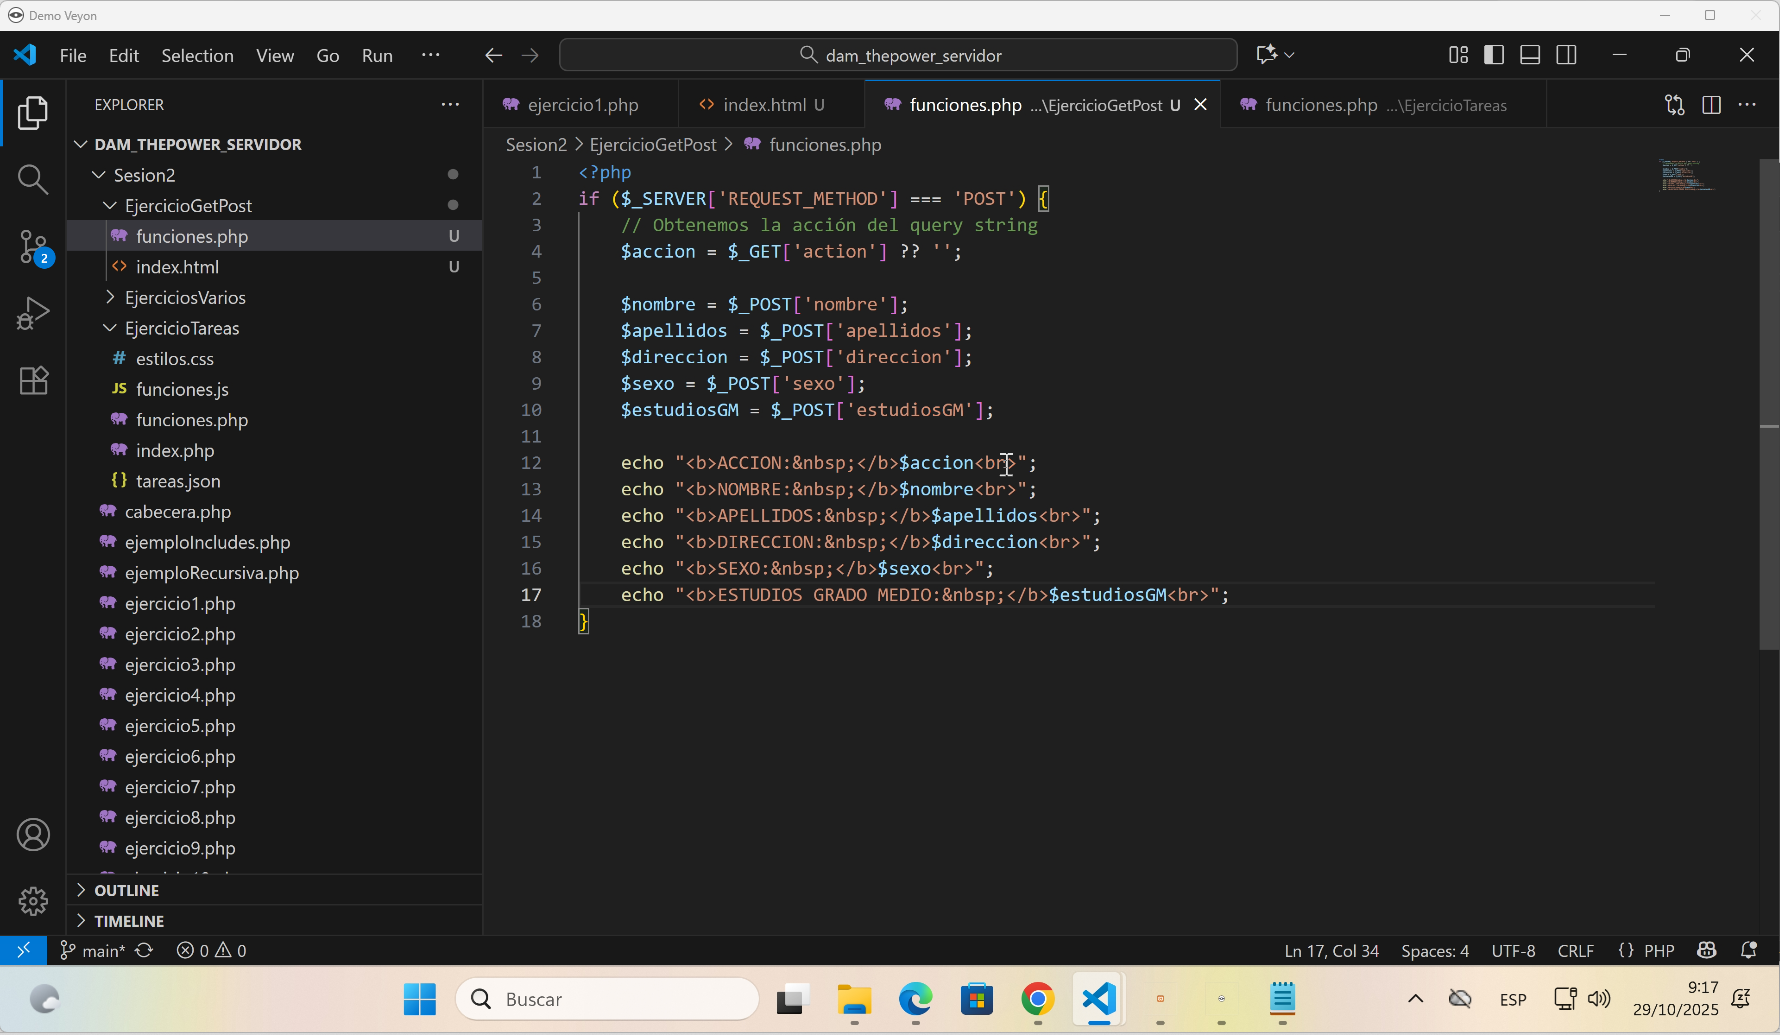 Demo Veyon
File Edit Selection View Go Run ···
dam_thepower_servidor
EXPLORER
ejercicio1.php
index.html U
funciones.php ...\EjercicioGetPost U
funciones.php ...\EjercicioTareas
DAM_THEPOWER_SERVIDOR
Sesion2 > EjercicioGetPost > funciones.php
Sesion2
EjercicioGetPost
funciones.php U
index.html U
EjerciciosVarios
EjercicioTareas
# estilos.css
JS funciones.js
funciones.php
index.php
{} tareas.json
cabecera.php
ejemploIncludes.php
ejemploRecursiva.php
ejercicio1.php
ejercicio2.php
ejercicio3.php
ejercicio4.php
ejercicio5.php
ejercicio6.php
ejercicio7.php
ejercicio8.php
ejercicio9.php
OUTLINE
TIMELINE
2
1 <?php
2 if ($_SERVER['REQUEST_METHOD'] === 'POST') {
3 // Obtenemos la acción del query string
4 $accion = $_GET['action'] ?? '';
5
6 $nombre = $_POST['nombre'];
7 $apellidos = $_POST['apellidos'];
8 $direccion = $_POST['direccion'];
9 $sexo = $_POST['sexo'];
10 $estudiosGM = $_POST['estudiosGM'];
11
12 echo "<b>ACCION:&nbsp;</b>$accion<br>";
13 echo "<b>NOMBRE:&nbsp;</b>$nombre<br>";
14 echo "<b>APELLIDOS:&nbsp;</b>$apellidos<br>";
15 echo "<b>DIRECCION:&nbsp;</b>$direccion<br>";
16 echo "<b>SEXO:&nbsp;</b>$sexo<br>";
17 echo "<b>ESTUDIOS GRADO MEDIO:&nbsp;</b>$estudiosGM<br>";
18 }
main* 0 0
Ln 17, Col 34 Spaces: 4 UTF-8 CRLF {} PHP
Buscar
ESP
9:17
29/10/2025